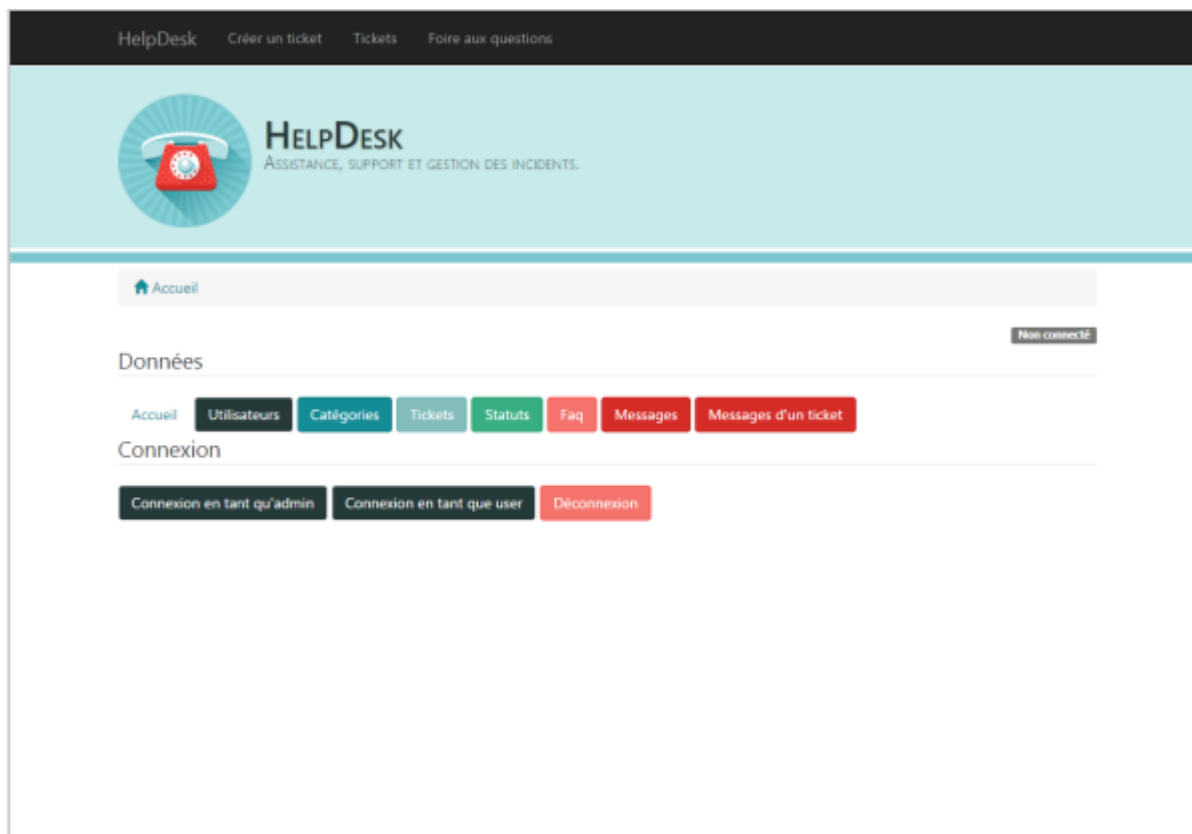 HelpDesk Créer un ticket Tickets Foire aux questions
HelpDesk
Assistance, support et gestion des incidents.
Accueil
Non connecté
Données
Accueil Utilisateurs Catégories Tickets Statuts Faq Messages Messages d'un ticket
Connexion
Connexion en tant qu'admin Connexion en tant que user Déconnexion